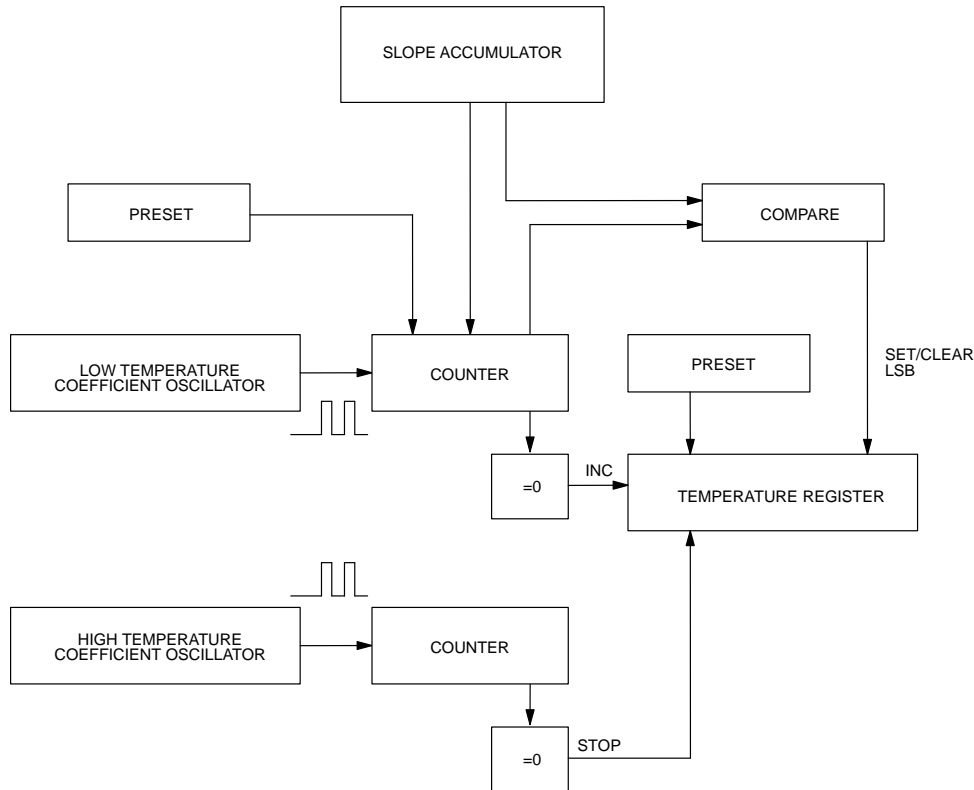 SLOPE ACCUMULATOR
PRESET
COMPARE
LOW TEMPERATURE
COEFFICIENT OSCILLATOR
COUNTER
PRESET
SET/CLEAR
LSB
=0
INC
TEMPERATURE REGISTER
HIGH TEMPERATURE
COEFFICIENT OSCILLATOR
COUNTER
=0
STOP